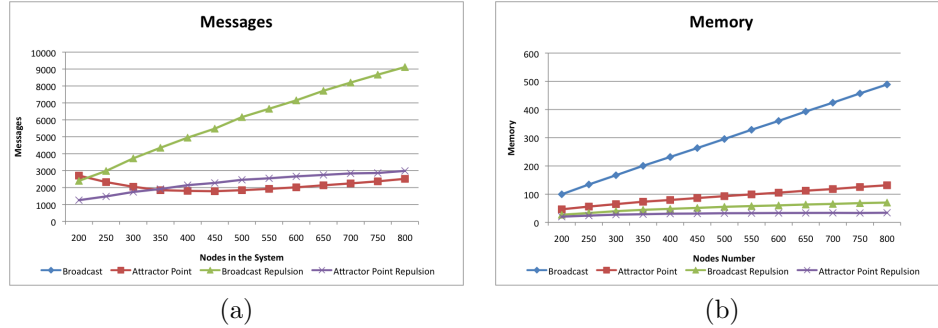 Messages
10000
9000
8000
7000
6000
5000
4000
3000
2000
1000
0
Messages
200 250 300 350 400 450 500 550 600 650 700 750 800
Nodes in the System
Broadcast Attractor Point Broadcast Repulsion Attractor Point Repulsion
(a)
Memory
600
500
400
300
200
100
0
Memory
200 250 300 350 400 450 500 550 600 650 700 750 800
Nodes Number
Broadcast Attractor Point Broadcast Repulsion Attractor Point Repulsion
(b)